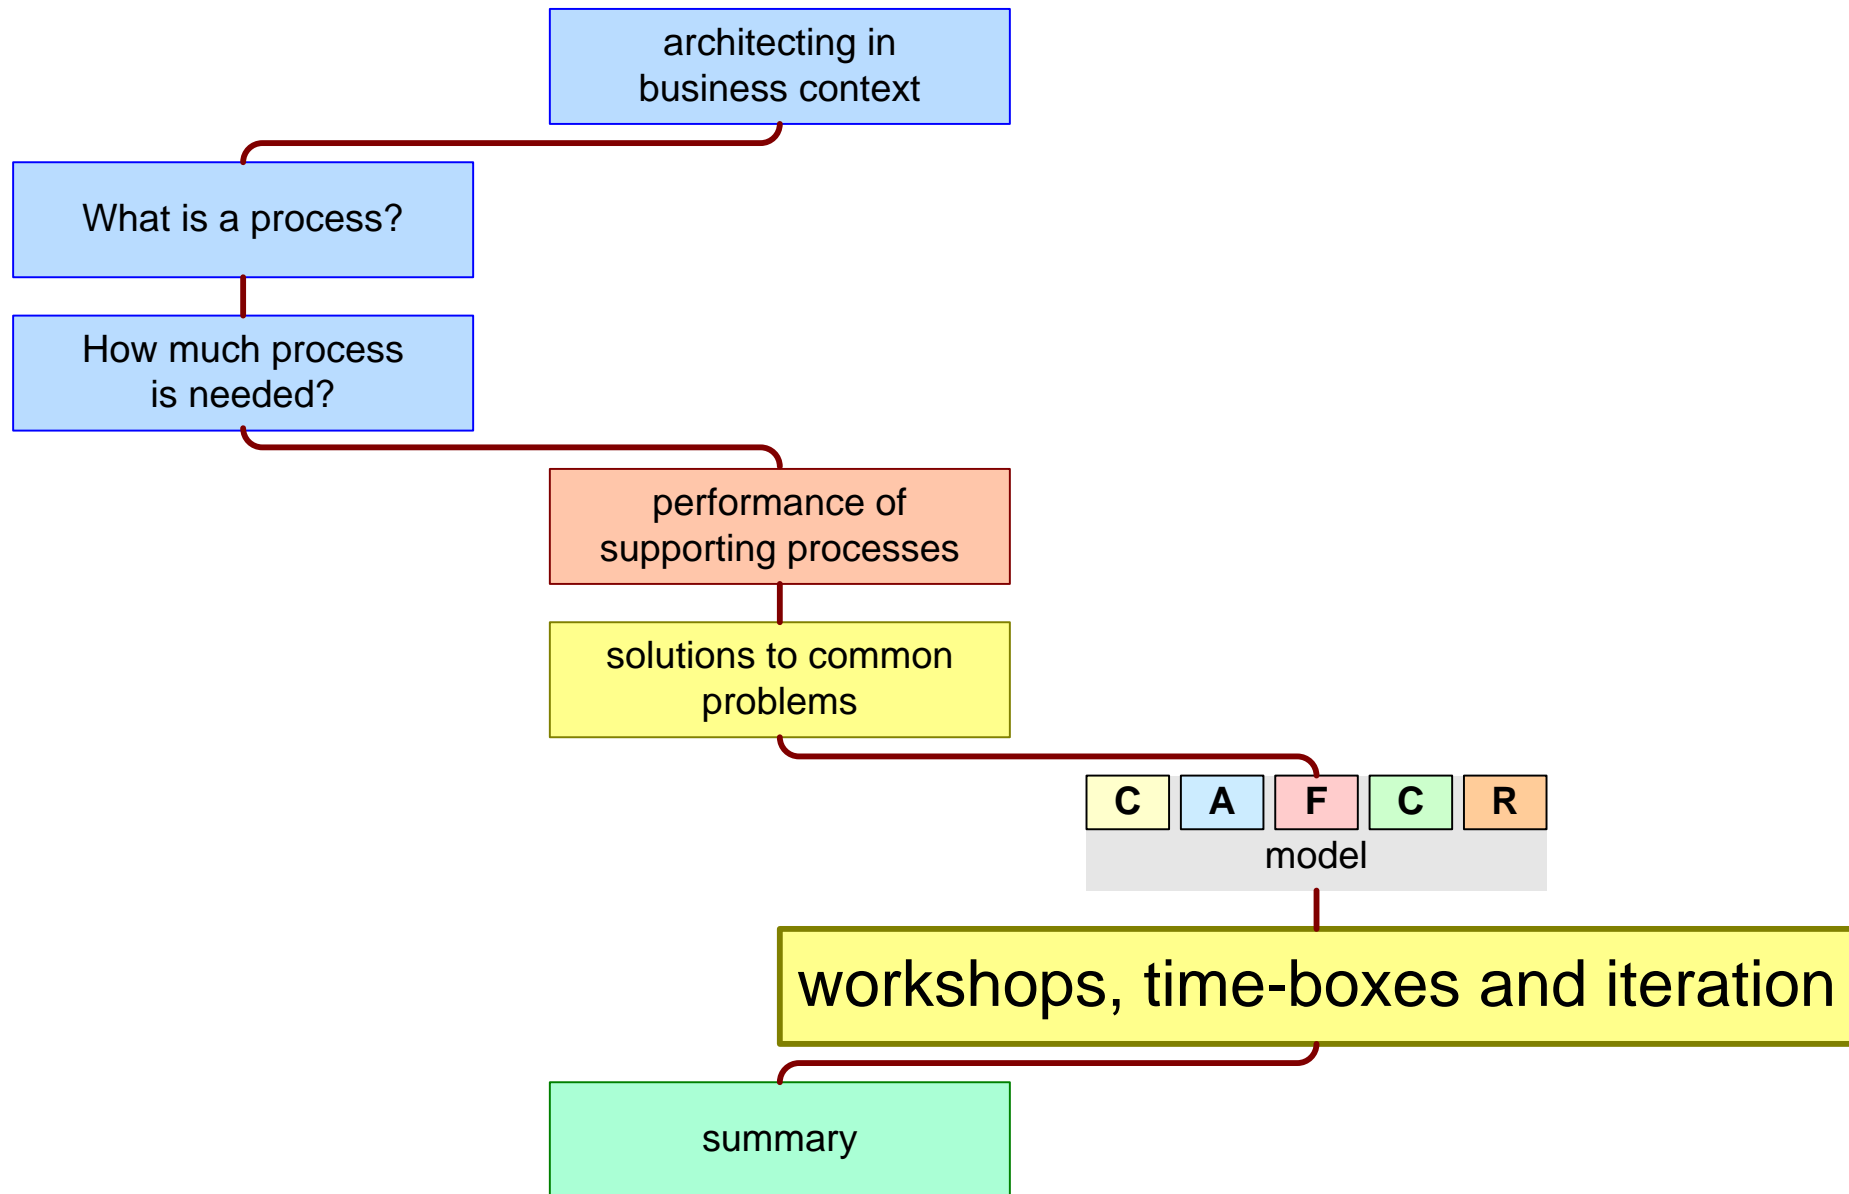 architecting in
business context
What is a process?
How much process
is needed?
performance of
supporting processes
solutions to common
problems
C A F C R
model
workshops, time-boxes and iteration
summary